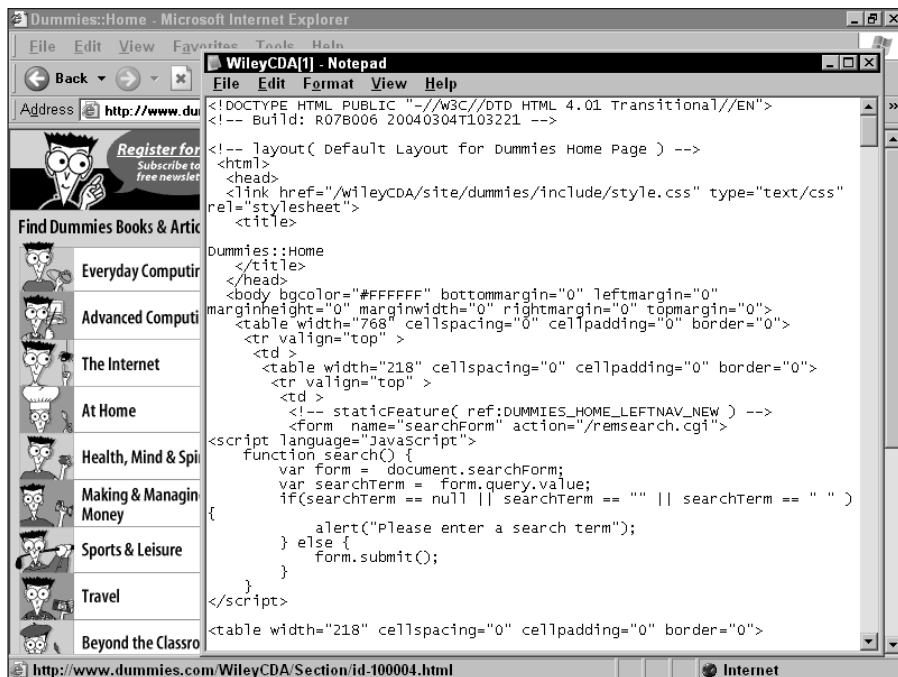 Dummies::Home - Microsoft Internet Explorer
File Edit View Favorites Tools Help
Back
Address http://www.du
»
Register for
Subscribe to
free newslet
Find Dummies Books & Artic
Everyday Computin
Advanced Computi
The Internet
At Home
Health, Mind & Spi
Making & Managin
Money
Sports & Leisure
Travel
Beyond the Classro
WileyCDA[1] - Notepad
File Edit Format View Help
<!DOCTYPE HTML PUBLIC "-//W3C//DTD HTML 4.01 Transitional//EN">
<!-- Build: R07B006 20040304T103221 -->
<!-- layout( Default Layout for Dummies Home Page ) -->
<html>
<head>
<link href="/WileyCDA/site/dummies/include/style.css" type="text/css"
rel="stylesheet">
<title>
Dummies::Home
</title>
</head>
<body bgcolor="#FFFFFF" bottommargin="0" leftmargin="0"
marginheight="0" marginwidth="0" rightmargin="0" topmargin="0">
<table width="768" cellspacing="0" cellpadding="0" border="0">
<tr valign="top" >
<td >
<table width="218" cellspacing="0" cellpadding="0" border="0">
<tr valign="top" >
<td >
<!-- staticFeature( ref:DUMMIES_HOME_LEFTNAV_NEW ) -->
<form  name="searchForm" action="/remsearch.cgi">
<script language="JavaScript">
function search() {
var form =  document.searchForm;
var searchTerm =  form.query.value;
if(searchTerm == null || searchTerm == "" || searchTerm == " " )
{
alert("Please enter a search term");
} else {
form.submit();
}
}
</script>
<table width="218" cellspacing="0" cellpadding="0" border="0">
http://www.dummies.com/WileyCDA/Section/id-100004.html
Internet